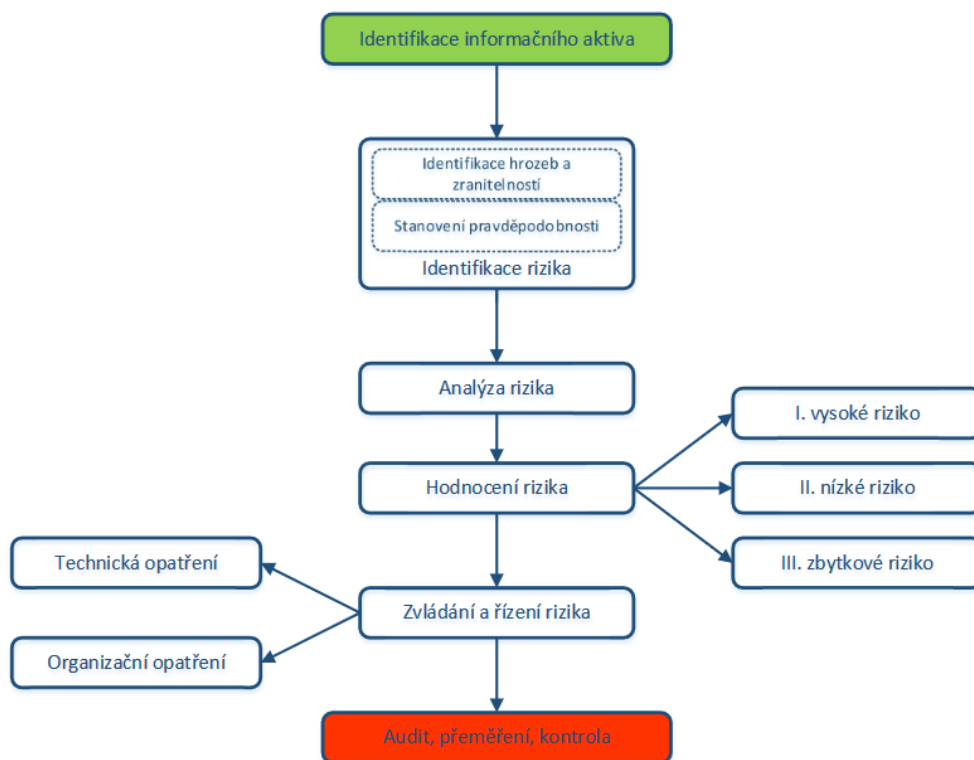 Identifikace informačního aktiva
Identifikace hrozeb a
zranitelností
Stanovení pravděpodobnosti
Identifikace rizika
Analýza rizika
I. vysoké riziko
Hodnocení rizika
II. nízké riziko
III. zbytkové riziko
Technická opatření
Zvládání a řízení rizika
Organizační opatření
Audit, přeměření, kontrola